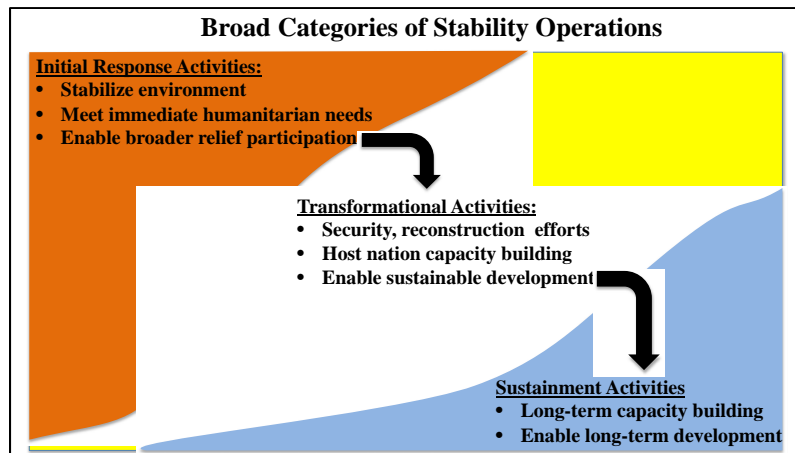 Broad Categories of Stability Operations
Initial Response Activities:
• Stabilize environment
• Meet immediate humanitarian needs
• Enable broader relief participation
Transformational Activities:
• Security, reconstruction efforts
• Host nation capacity building
• Enable sustainable development
Sustainment Activities
• Long-term capacity building
• Enable long-term development